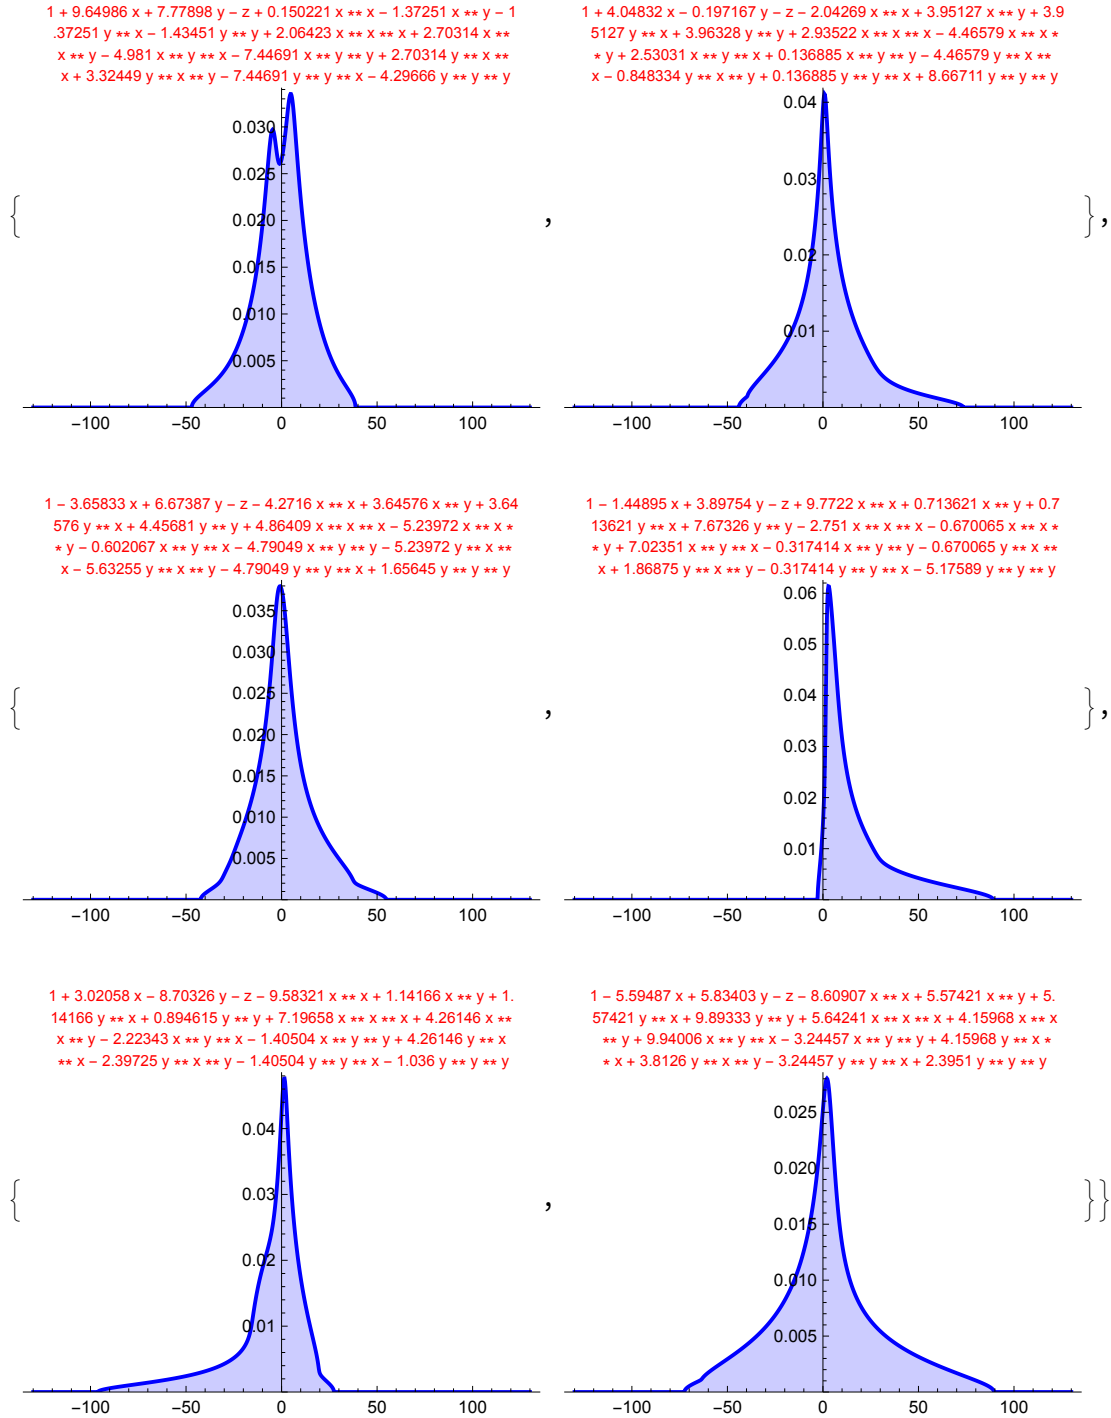 1 + 9.64986 x + 7.77898 y − z + 0.150221 x ** x − 1.37251 x ** y − 1
.37251 y ** x − 1.43451 y ** y + 2.06423 x ** x ** x + 2.70314 x **
x ** y − 4.981 x ** y ** x − 7.44691 x ** y ** y + 2.70314 y ** x **
x + 3.32449 y ** x ** y − 7.44691 y ** y ** x − 4.29666 y ** y ** y
0.030
0.025
0.020
0.015
0.010
0.005
−100 −50 0 50 100
{
,
1 + 4.04832 x − 0.197167 y − z − 2.04269 x ** x + 3.95127 x ** y + 3.9
5127 y ** x + 3.96328 y ** y + 2.93522 x ** x ** x − 4.46579 x ** x *
* y + 2.53031 x ** y ** x + 0.136885 x ** y ** y − 4.46579 y ** x **
x − 0.848334 y ** x ** y + 0.136885 y ** y ** x + 8.66711 y ** y ** y
0.04
0.03
0.02
0.01
−100 −50 0 50 100
},
1 − 3.65833 x + 6.67387 y − z − 4.2716 x ** x + 3.64576 x ** y + 3.64
576 y ** x + 4.45681 y ** y + 4.86409 x ** x ** x − 5.23972 x ** x *
* y − 0.602067 x ** y ** x − 4.79049 x ** y ** y − 5.23972 y ** x **
x − 5.63255 y ** x ** y − 4.79049 y ** y ** x + 1.65645 y ** y ** y
0.035
0.030
0.025
0.020
0.015
0.010
0.005
−100 −50 0 50 100
{
,
1 − 1.44895 x + 3.89754 y − z + 9.7722 x ** x + 0.713621 x ** y + 0.7
13621 y ** x + 7.67326 y ** y − 2.751 x ** x ** x − 0.670065 x ** x *
* y + 7.02351 x ** y ** x − 0.317414 x ** y ** y − 0.670065 y ** x **
x + 1.86875 y ** x ** y − 0.317414 y ** y ** x − 5.17589 y ** y ** y
0.06
0.05
0.04
0.03
0.02
0.01
−100 −50 0 50 100
},
1 + 3.02058 x − 8.70326 y − z − 9.58321 x ** x + 1.14166 x ** y + 1.
14166 y ** x + 0.894615 y ** y + 7.19658 x ** x ** x + 4.26146 x **
x ** y − 2.22343 x ** y ** x − 1.40504 x ** y ** y + 4.26146 y ** x
** x − 2.39725 y ** x ** y − 1.40504 y ** y ** x − 1.036 y ** y ** y
0.04
0.03
0.02
0.01
−100 −50 0 50 100
{
,
1 − 5.59487 x + 5.83403 y − z − 8.60907 x ** x + 5.57421 x ** y + 5.
57421 y ** x + 9.89333 y ** y + 5.64241 x ** x ** x + 4.15968 x ** x
** y + 9.94006 x ** y ** x − 3.24457 x ** y ** y + 4.15968 y ** x *
* x + 3.8126 y ** x ** y − 3.24457 y ** y ** x + 2.3951 y ** y ** y
0.025
0.020
0.015
0.010
0.005
−100 −50 0 50 100
}}